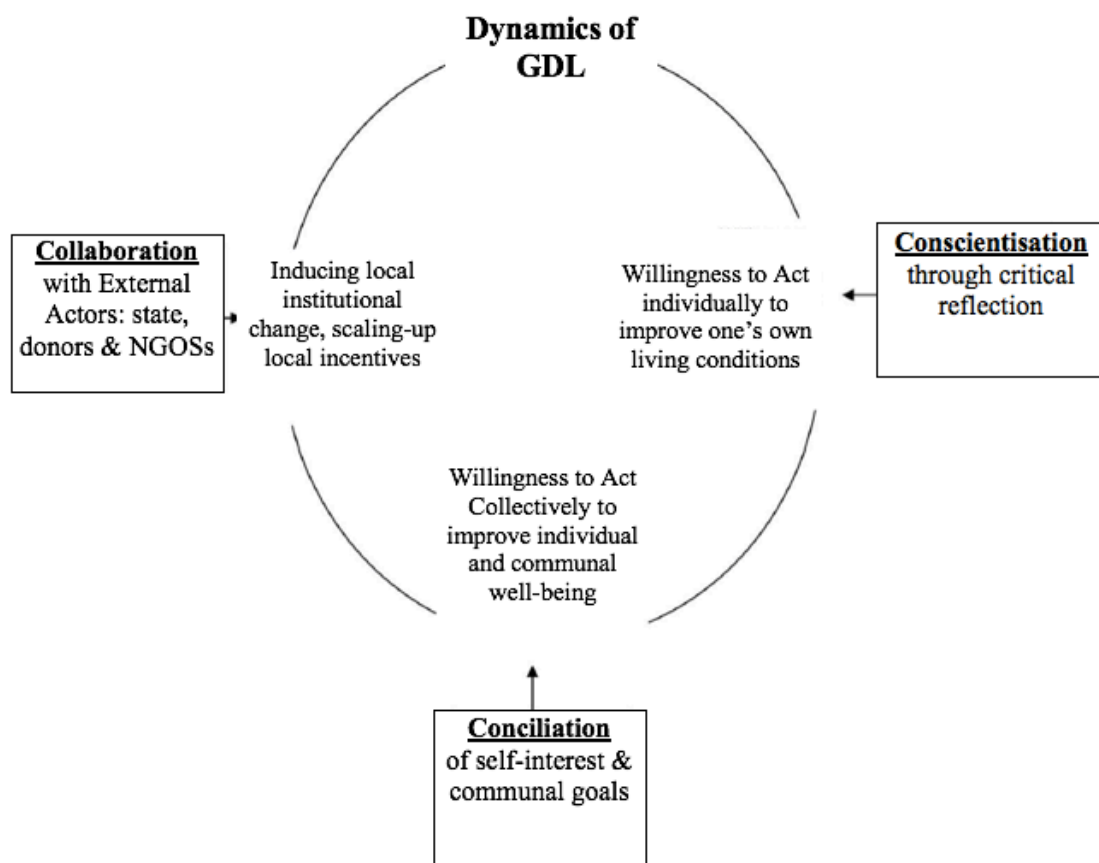 Dynamics of
GDL
Collaboration
with External
Actors: state,
donors & NGOSs
Inducing local
institutional
change, scaling-up
local incentives
Willingness to Act
individually to
improve one’s own
living conditions
Conscientisation
through critical
reflection
Willingness to Act
Collectively to
improve individual
and communal
well-being
Conciliation
of self-interest &
communal goals